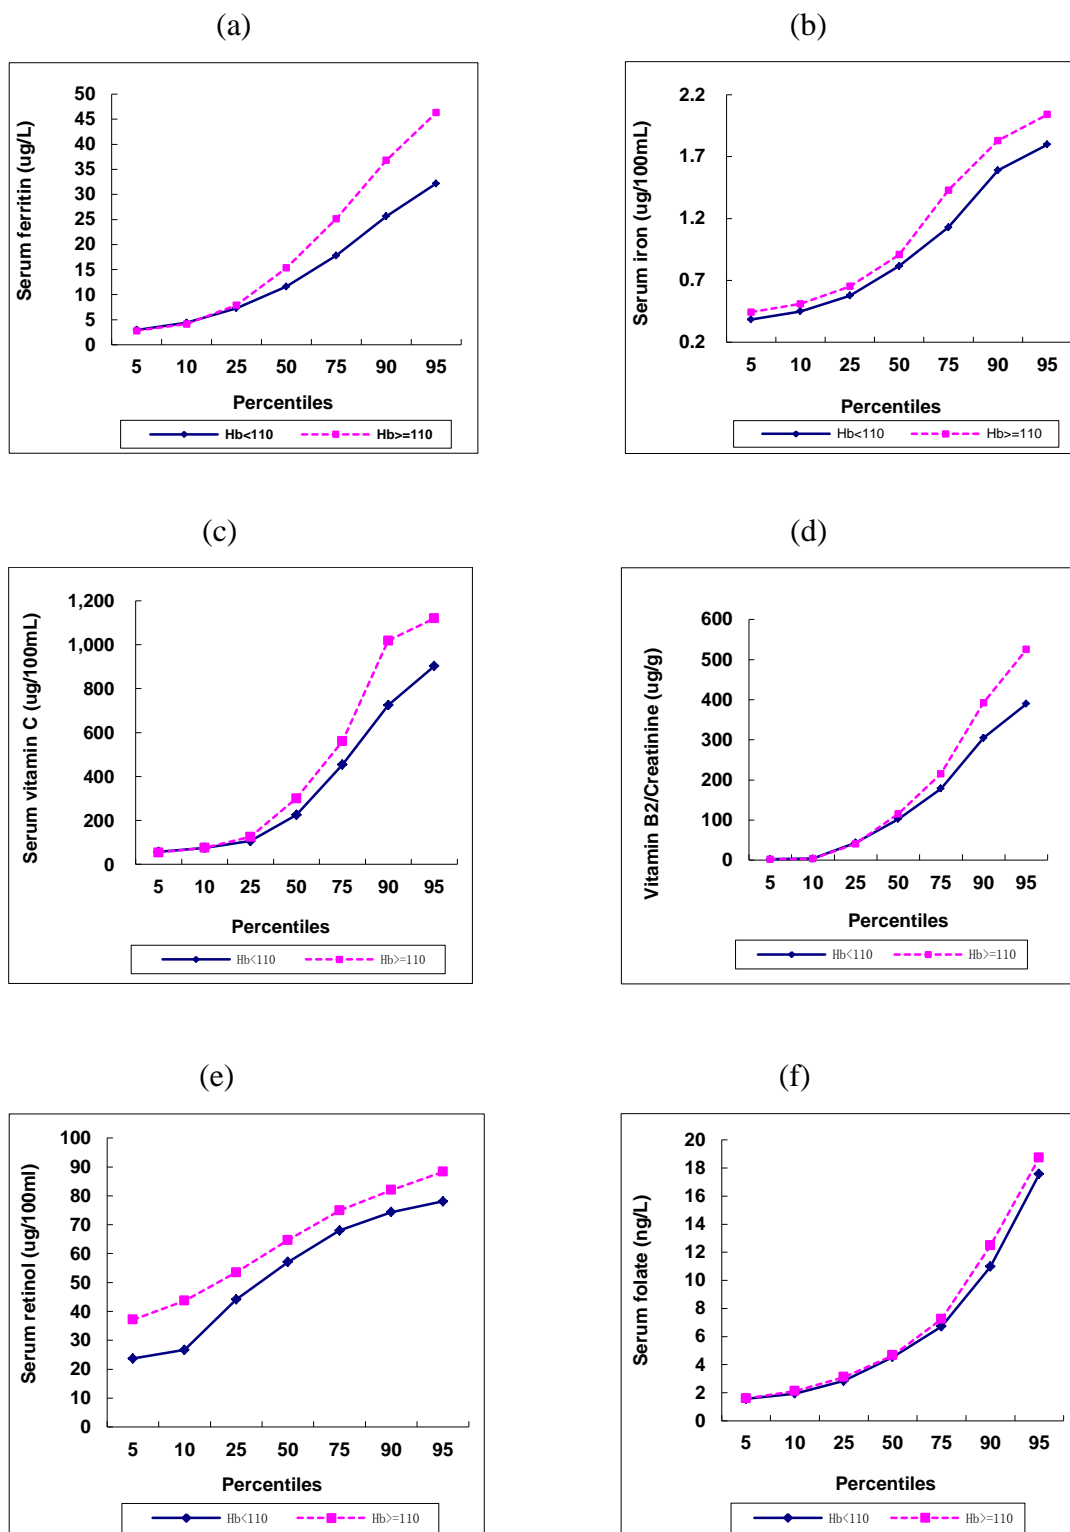 (a)
(b)
Serum ferritin (ug/L)
50
45
40
35
30
25
20
15
10
5
0
5 10 25 50 75 90 95
Percentiles
Hb<110 Hb>=110
Serum iron (ug/100mL)
2.2
1.7
1.2
0.7
0.2
5 10 25 50 75 90 95
Percentiles
Hb<110 Hb>=110
(c)
(d)
Serum vitamin C (ug/100mL)
1,200
1,000
800
600
400
200
0
5 10 25 50 75 90 95
Percentiles
Hb<110 Hb>=110
Vitamin B2/Creatinine (ug/g)
600
500
400
300
200
100
0
5 10 25 50 75 90 95
Percentiles
Hb<110 Hb>=110
(e)
(f)
Serum retinol (ug/100ml)
100
90
80
70
60
50
40
30
20
10
0
5 10 25 50 75 90 95
Percentiles
Hb<110 Hb>=110
Serum folate (ng/L)
20
18
16
14
12
10
8
6
4
2
0
5 10 25 50 75 90 95
Percentiles
Hb<110 Hb>=110